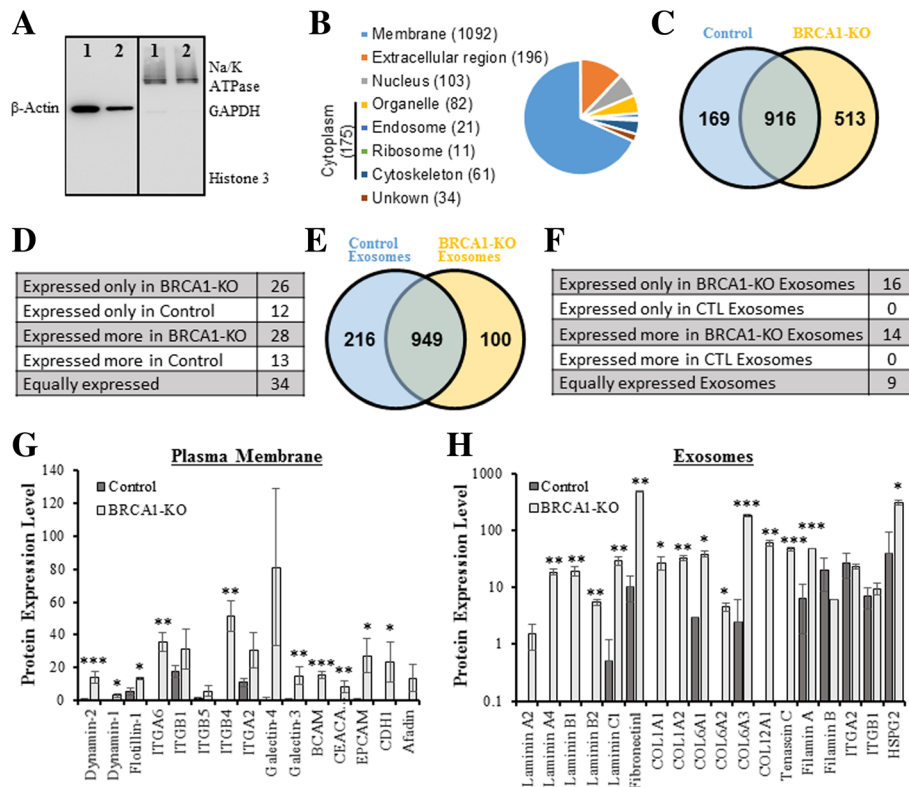 A
1 2 1 2
Na/K
ATPase
β-Actin
GAPDH
Histone 3
B
Membrane (1092)
Extracellular region (196)
Nucleus (103)
Organelle (82)
Endosome (21)
Ribosome (11)
Cytoskeleton (61)
Unkown (34)
Cytoplasm
(175)
C
Control BRCA1-KO
169 916 513
D
Expressed only in BRCA1-KO 26
Expressed only in Control 12
Expressed more in BRCA1-KO 28
Expressed more in Control 13
Equally expressed 34
E
Control
Exosomes
BRCA1-KO
Exosomes
216 949 100
F
Expressed only in BRCA1-KO Exosomes 16
Expressed only in CTL Exosomes 0
Expressed more in BRCA1-KO Exosomes 14
Expressed more in CTL Exosomes 0
Equally expressed Exosomes 9
G
Plasma Membrane
Protein Expression Level
140
120
100
80
60
40
20
0
Control
BRCA1-KO
***
*
*
**
**
**
***
**
*
*
Dynamin-2
Dynamin-1
Flotillin-1
ITGA6
ITGB1
ITGB5
ITGB4
ITGA2
Galectin-4
Galectin-3
BCAM
CEACA...
EPCAM
CDH1
Afadin
H
Exosomes
Protein Expression Level
1000
100
10
1
0.1
Control
BRCA1-KO
**
**
**
**
**
*
**
*
*
***
**
***
***
*
Laminin A2
Laminin A4
Laminin B1
Laminin B2
Laminin C1
Fibronectin1
COL1A1
COL1A2
COL6A1
COL6A2
COL6A3
COL12A1
Tenascin C
Filamin A
Filamin B
ITGA2
ITGB1
HSPG2